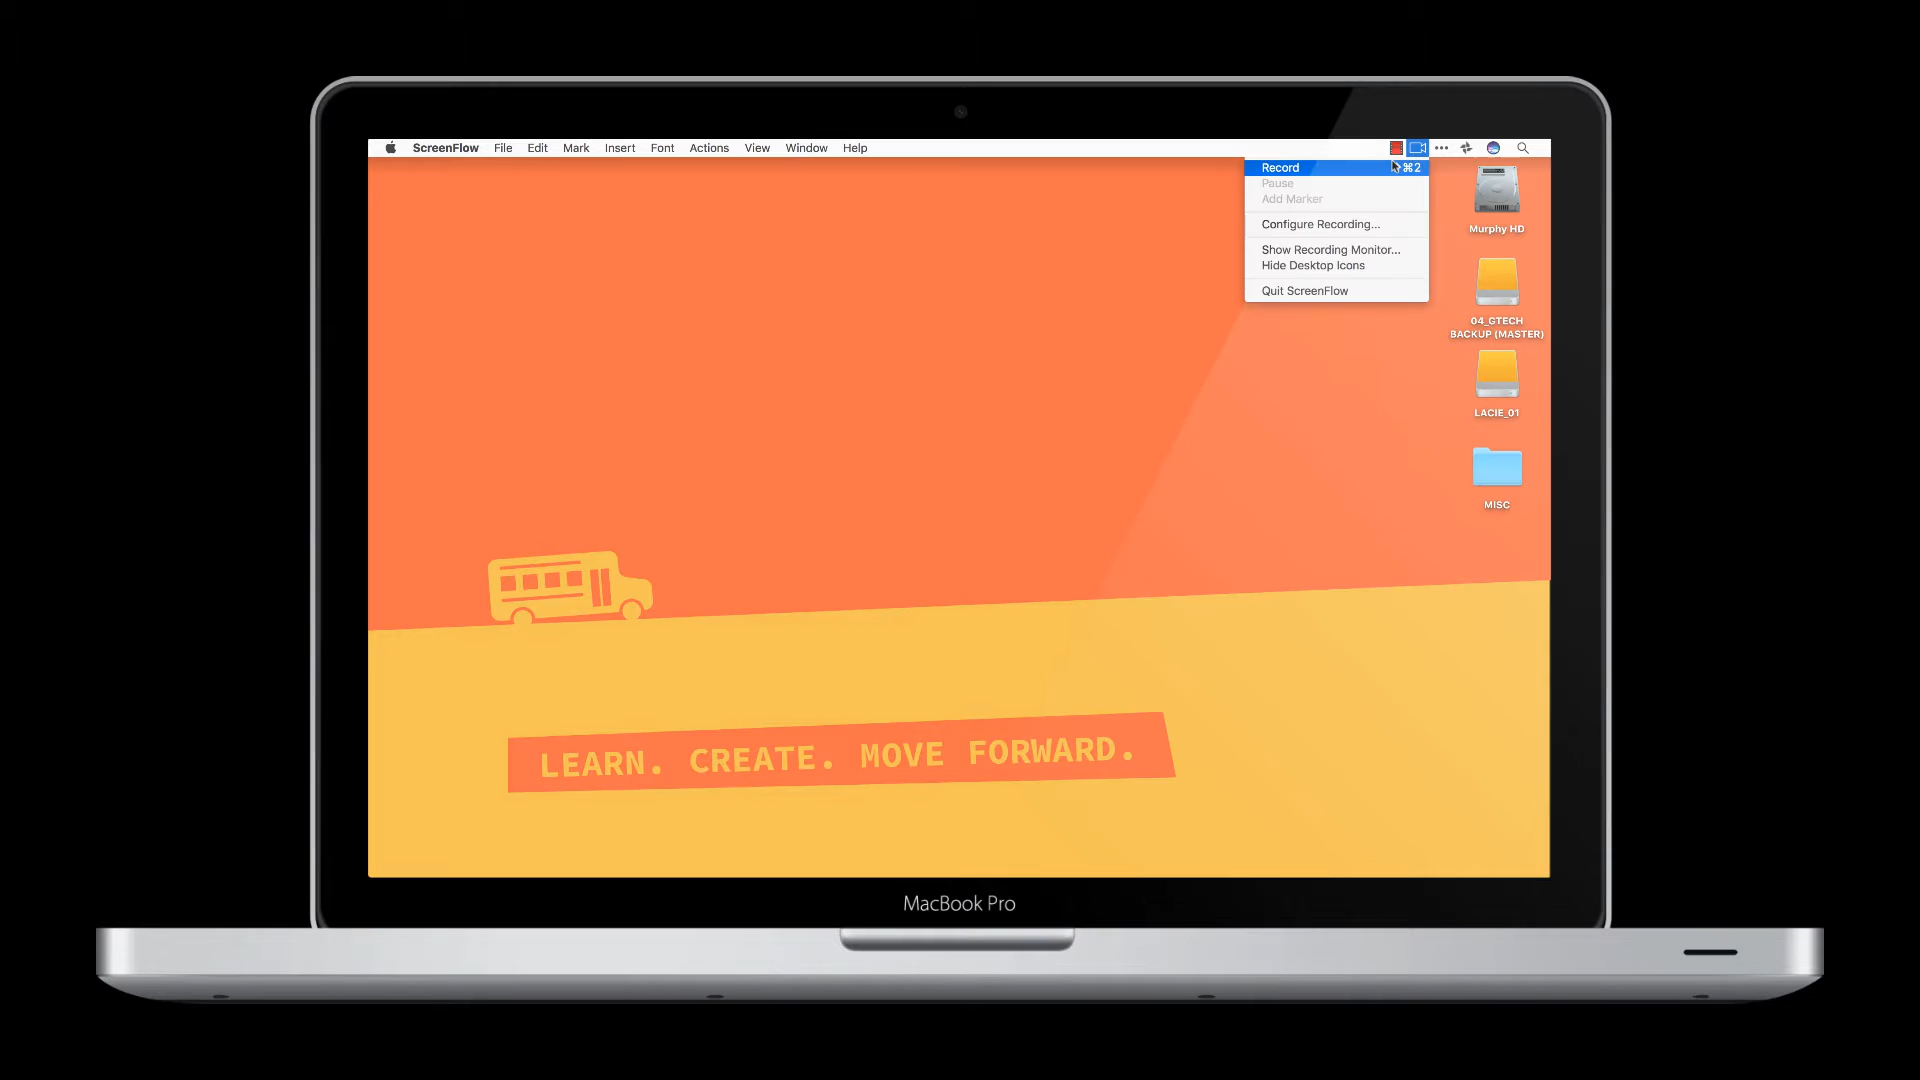 ScreenFlow File Edit Mark Insert Font Actions View Window Help
Record ⌘2
Pause
Add Marker
Configure Recording...
Show Recording Monitor...
Hide Desktop Icons
Quit ScreenFlow
Murphy HD
04_GTECH
BACKUP (MASTER)
LACIE_01
MISC
LEARN. CREATE. MOVE FORWARD.
MacBook Pro